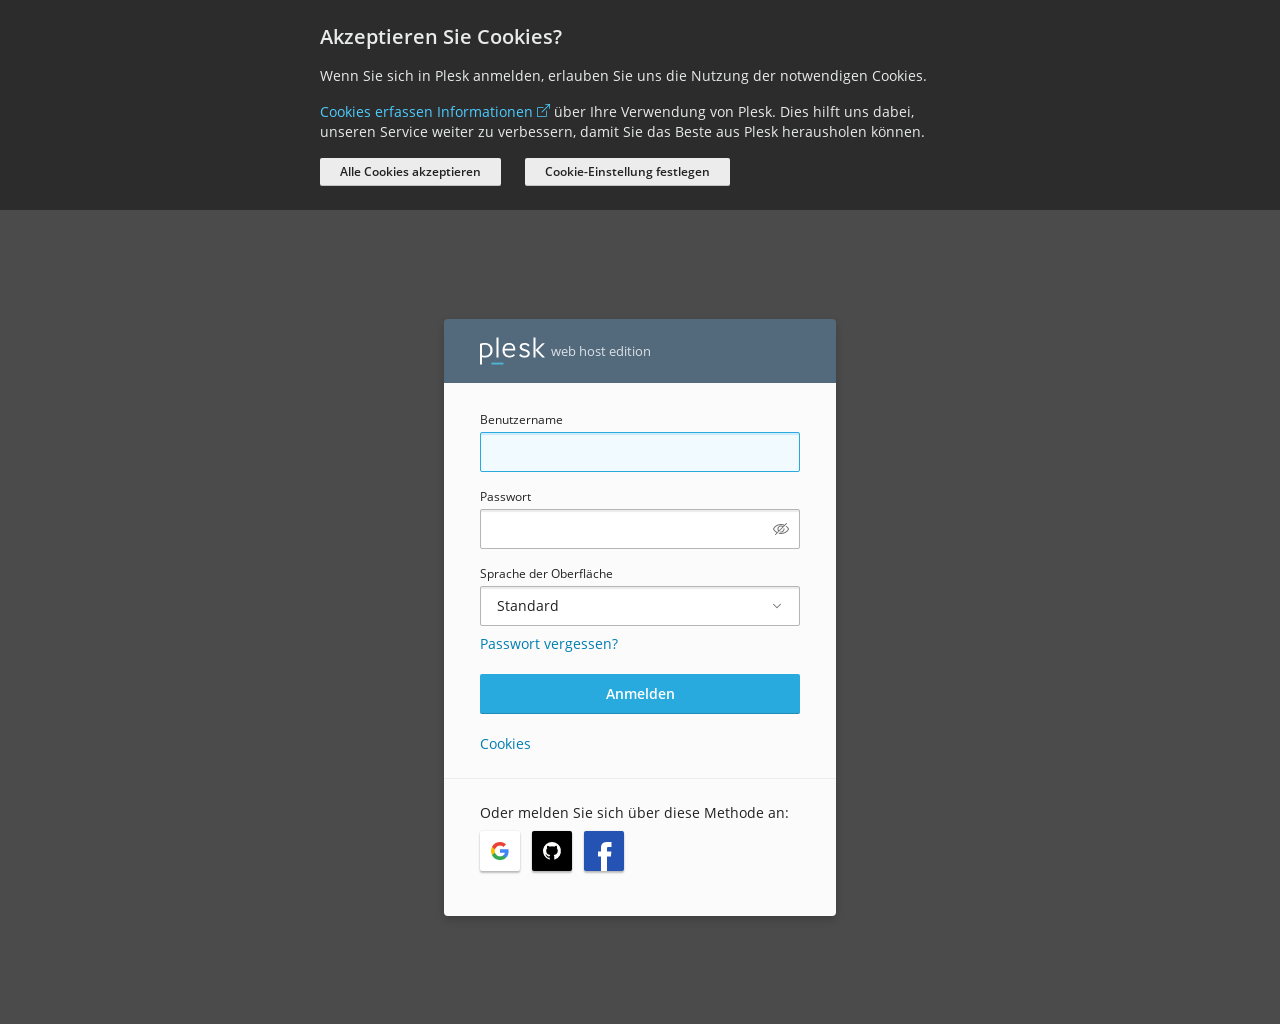 Akzeptieren Sie Cookies?
Wenn Sie sich in Plesk anmelden, erlauben Sie uns die Nutzung der notwendigen Cookies.
Cookies erfassen Informationen über Ihre Verwendung von Plesk. Dies hilft uns dabei,
unseren Service weiter zu verbessern, damit Sie das Beste aus Plesk herausholen können.
Alle Cookies akzeptieren Cookie-Einstellung festlegen
plesk web host edition
Benutzername
Passwort
Sprache der Oberfläche
Standard
Passwort vergessen?
Anmelden
Cookies
Oder melden Sie sich über diese Methode an: